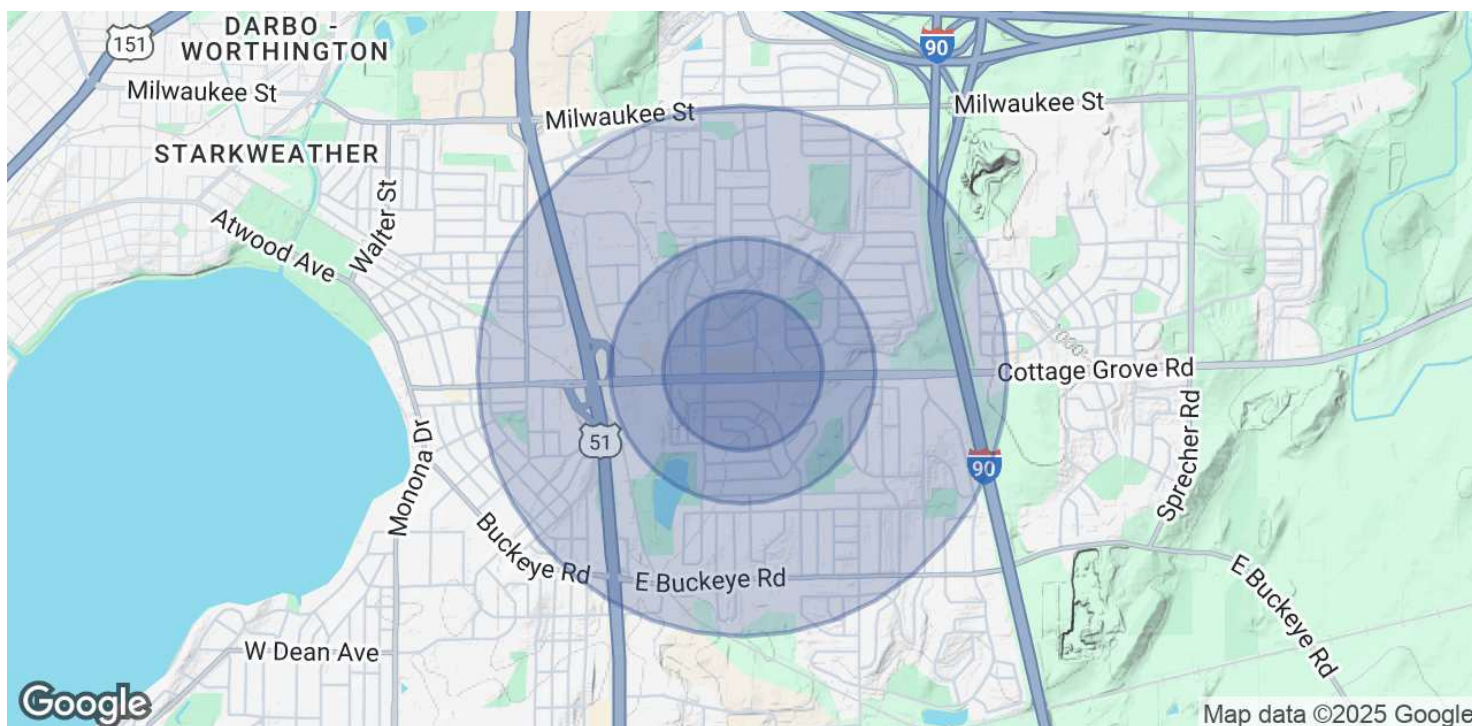 DARBO -
WORTHINGTON
151
90
Milwaukee St
Milwaukee St
Milwaukee St
STARKWEATHER
Walter St
Atwood Ave
Cottage Grove Rd
Monona Dr
51
90
Sprecher Rd
Buckeye Rd
E Buckeye Rd
E Buckeye Rd
W Dean Ave
Google
Map data ©2025 Google